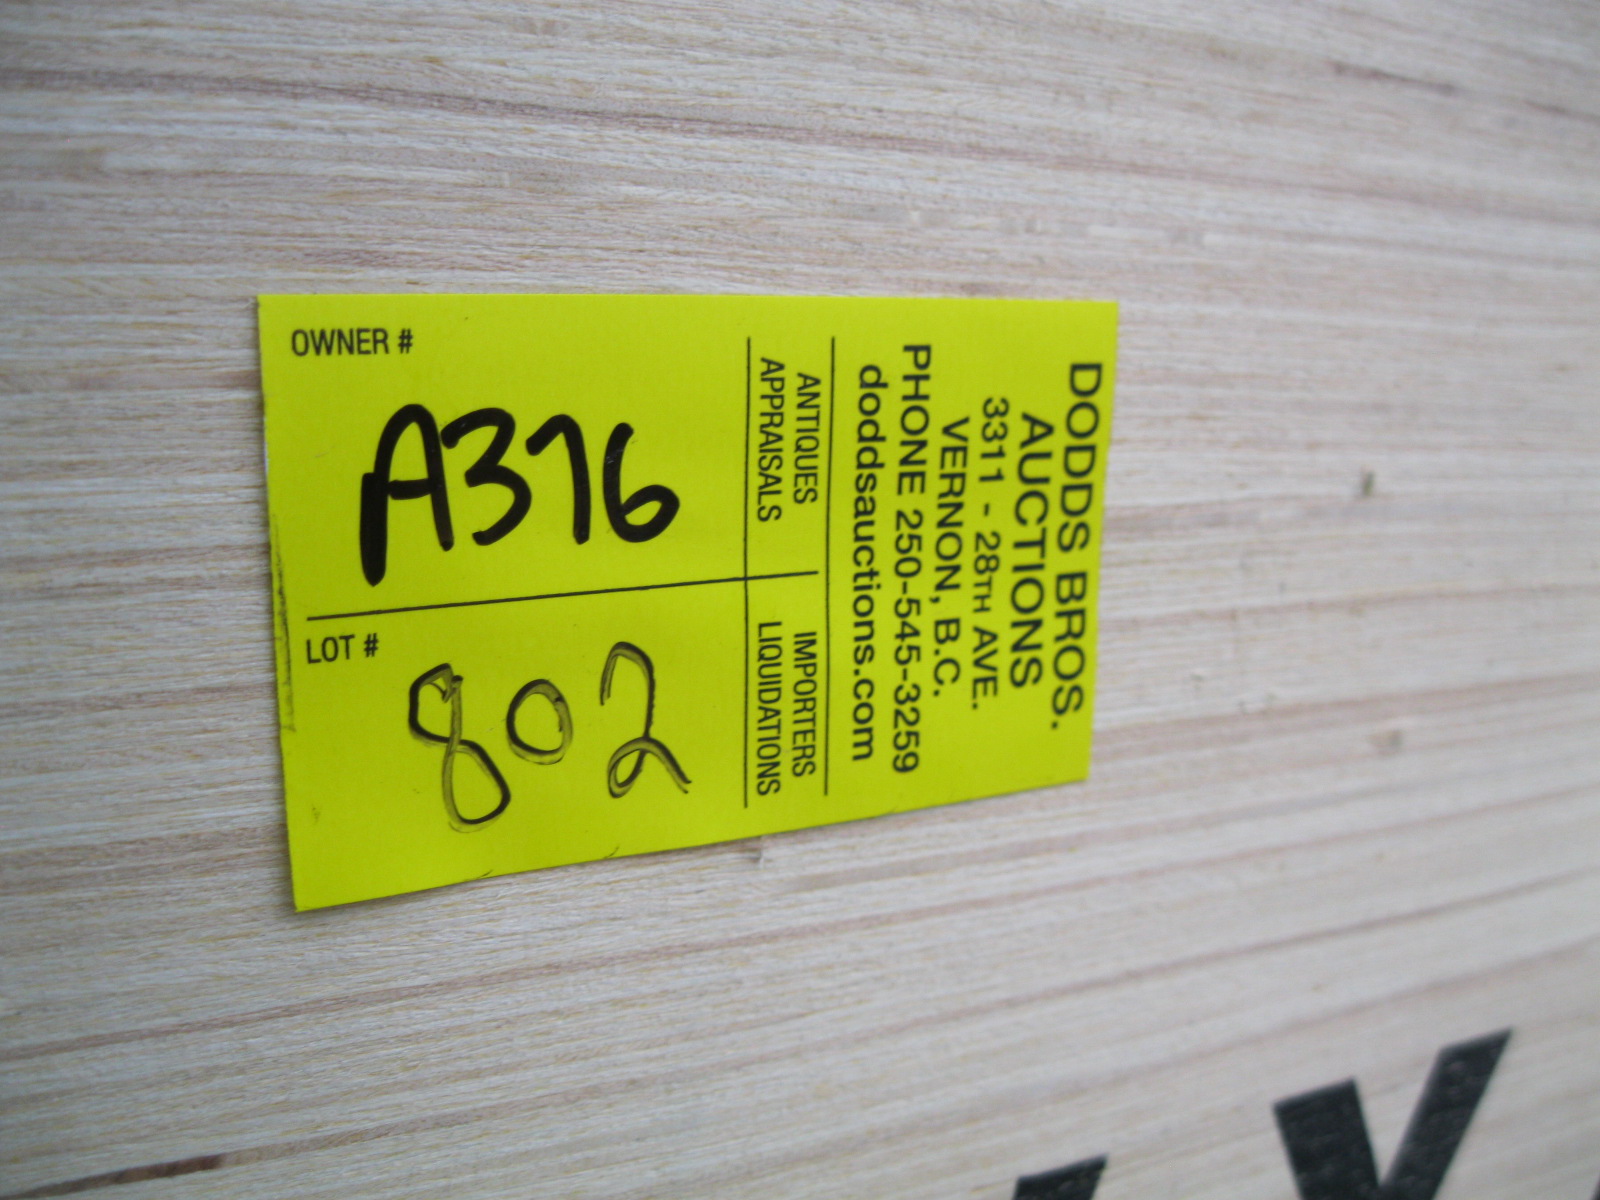 DODDS BROS.
AUCTIONS
3311 - 28TH AVE.
VERNON, B.C.
PHONE 250-545-3259
doddsauctions.com
ANTIQUES
APPRAISALS
IMPORTERS
LIQUIDATIONS
OWNER #
A376
LOT #
802